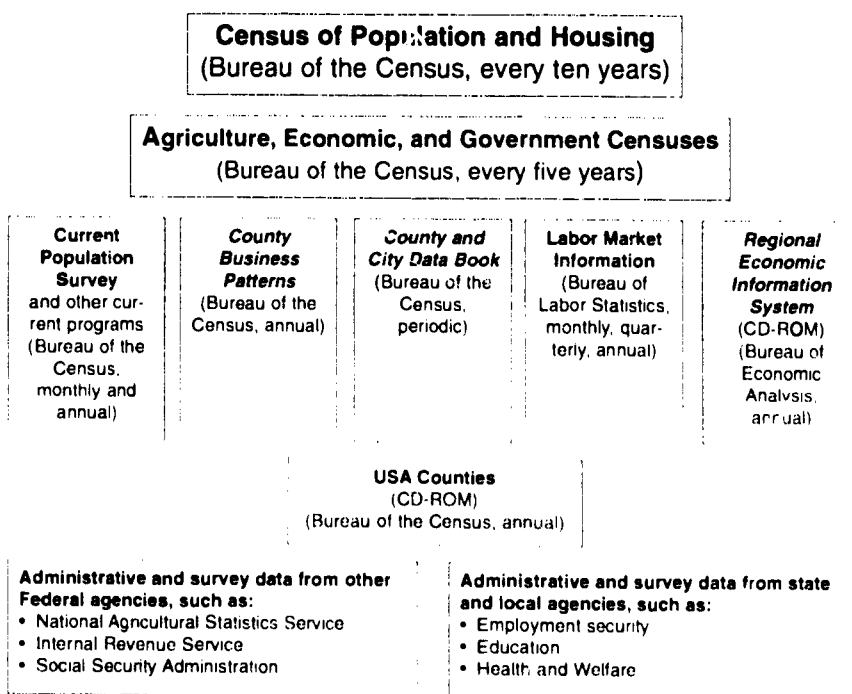 Census of Population and Housing
(Bureau of the Census, every ten years)
Agriculture, Economic, and Government Censuses
(Bureau of the Census, every five years)
Current
Population
Survey
and other cur-
rent programs
(Bureau of the
Census,
monthly and
annual)
County
Business
Patterns
(Bureau of the
Census, annual)
County and
City Data Book
(Bureau of the
Census,
periodic)
Labor Market
Information
(Bureau of
Labor Statistics,
monthly, quar-
terly, annual)
Regional
Economic
Information
System
(CD-ROM)
(Bureau of
Economic
Analysis,
annual)
USA Counties
(CD-ROM)
(Bureau of the Census, annual)
Administrative and survey data from other
Federal agencies, such as:
• National Agricultural Statistics Service
• Internal Revenue Service
• Social Security Administration
Administrative and survey data from state
and local agencies, such as:
• Employment security
• Education
• Health and Welfare